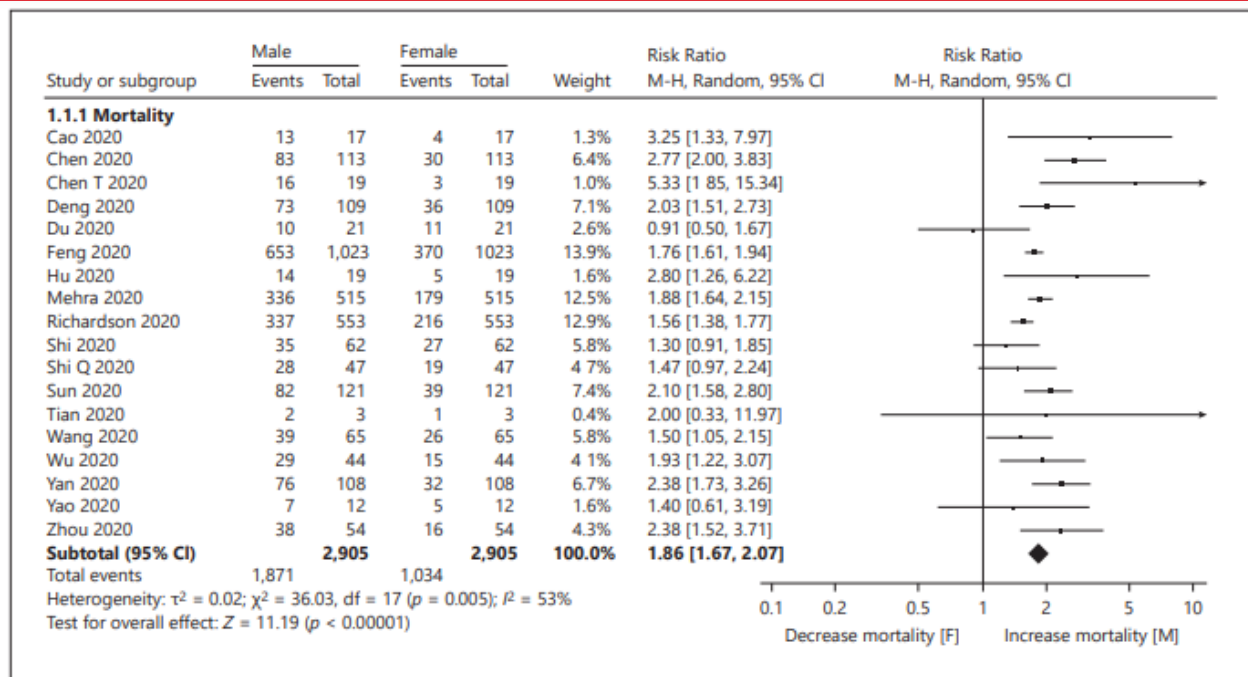 Male Female Risk Ratio Risk Ratio
Study or subgroup Events Total Events Total Weight M-H, Random, 95% CI M-H, Random, 95% CI
1.1.1 Mortality
Cao 2020 13 17 4 17 1.3% 3.25 [1.33, 7.97]
Chen 2020 83 113 30 113 6.4% 2.77 [2.00, 3.83]
Chen T 2020 16 19 3 19 1.0% 5.33 [1 85, 15.34]
Deng 2020 73 109 36 109 7.1% 2.03 [1.51, 2.73]
Du 2020 10 21 11 21 2.6% 0.91 [0.50, 1.67]
Feng 2020 653 1,023 370 1023 13.9% 1.76 [1.61, 1.94]
Hu 2020 14 19 5 19 1.6% 2.80 [1.26, 6.22]
Mehra 2020 336 515 179 515 12.5% 1.88 [1.64, 2.15]
Richardson 2020 337 553 216 553 12.9% 1.56 [1.38, 1.77]
Shi 2020 35 62 27 62 5.8% 1.30 [0.91, 1.85]
Shi Q 2020 28 47 19 47 4 7% 1.47 [0.97, 2.24]
Sun 2020 82 121 39 121 7.4% 2.10 [1.58, 2.80]
Tian 2020 2 3 1 3 0.4% 2.00 [0.33, 11.97]
Wang 2020 39 65 26 65 5.8% 1.50 [1.05, 2.15]
Wu 2020 29 44 15 44 4 1% 1.93 [1.22, 3.07]
Yan 2020 76 108 32 108 6.7% 2.38 [1.73, 3.26]
Yao 2020 7 12 5 12 1.6% 1.40 [0.61, 3.19]
Zhou 2020 38 54 16 54 4.3% 2.38 [1.52, 3.71]
Subtotal (95% CI) 2,905 2,905 100.0% 1.86 [1.67, 2.07]
Total events 1,871 1,034
Heterogeneity: τ² = 0.02; χ² = 36.03, df = 17 (p = 0.005); I² = 53%
Test for overall effect: Z = 11.19 (p < 0.00001)
0.1 0.2 0.5 1 2 5 10
Decrease mortality [F] Increase mortality [M]